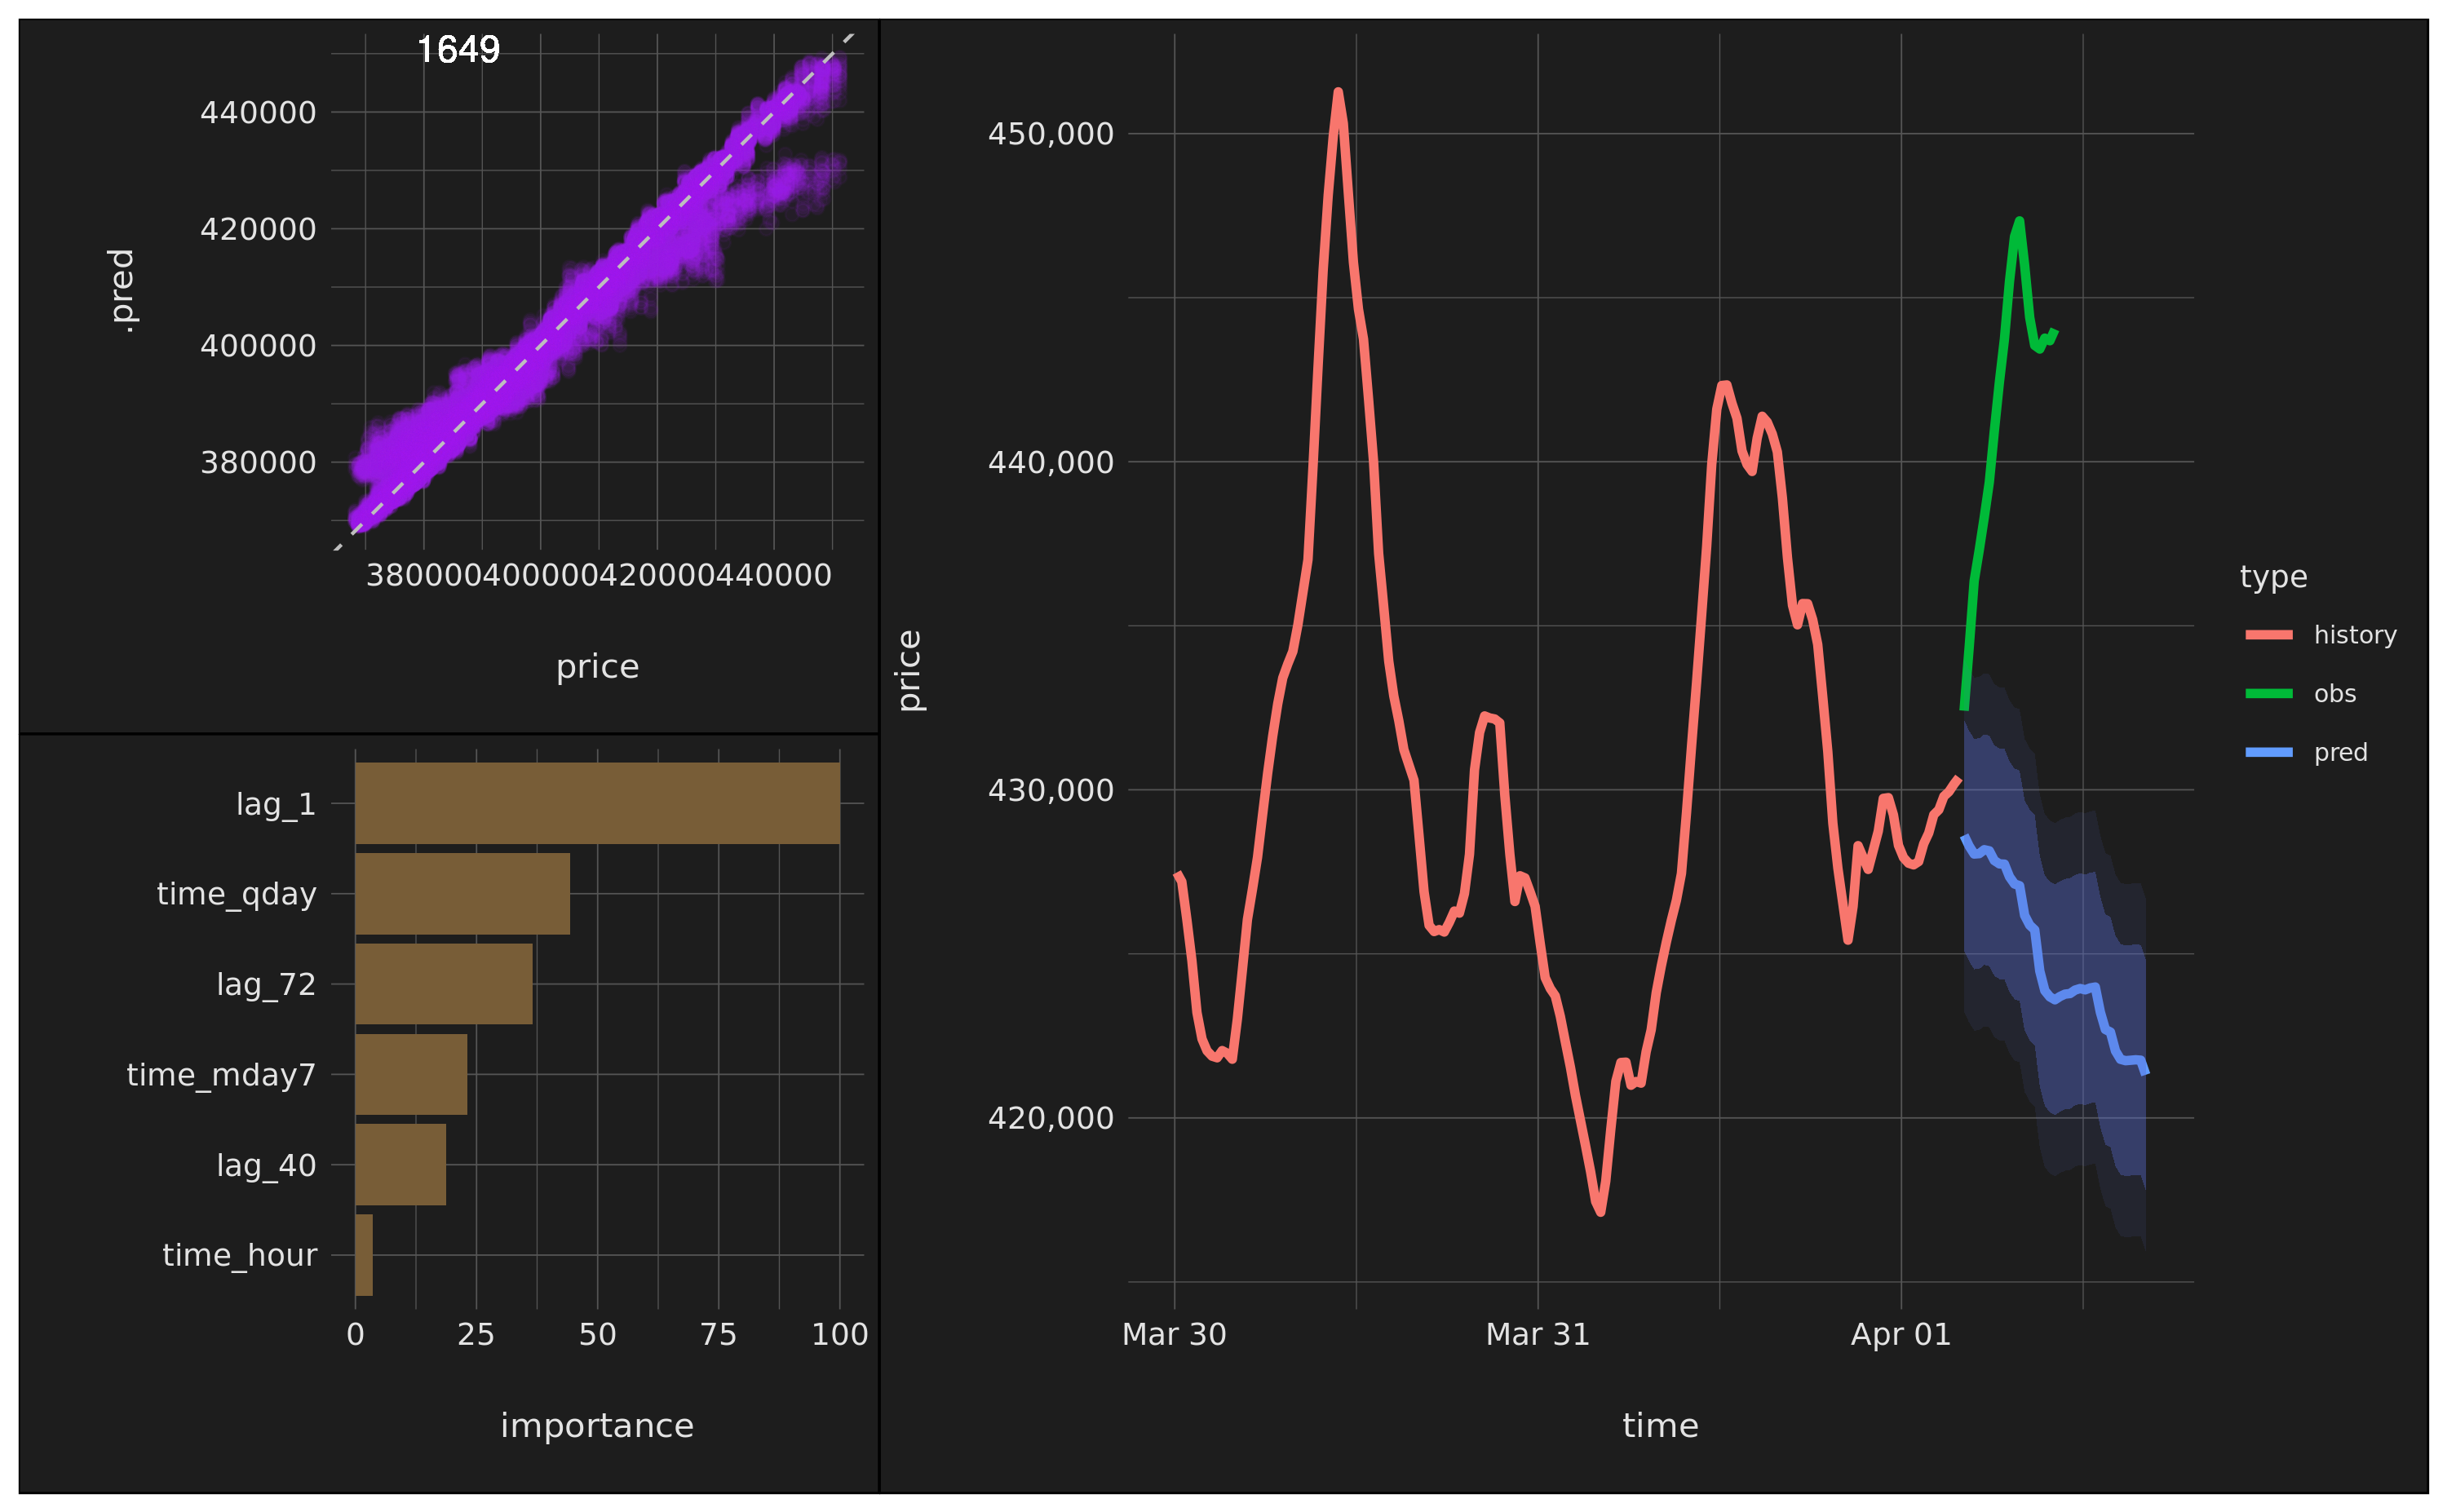 1649
440000
420000
400000
380000
.pred
380000400000420000440000
price
lag_1
time_qday
lag_72
time_mday7
lag_40
time_hour
0 25 50 75 100
importance
450,000
440,000
430,000
420,000
price
Mar 30 Mar 31 Apr 01
time
type
history
obs
pred